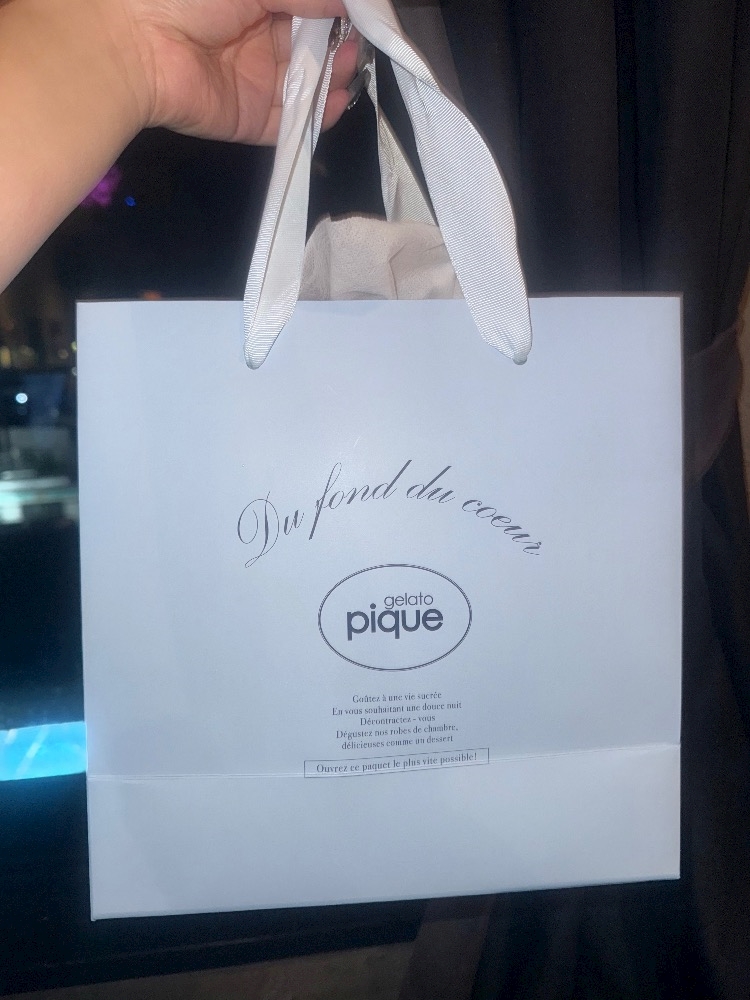 Du fond du coeur
gelato
pique
Goûtez à une vie sucrée
En vous souhaitant une douce nuit
Décontractez - vous
Dégustez nos robes de chambre,
délicieuses comme un dessert
Ouvrez ce paquet le plus vite possible!